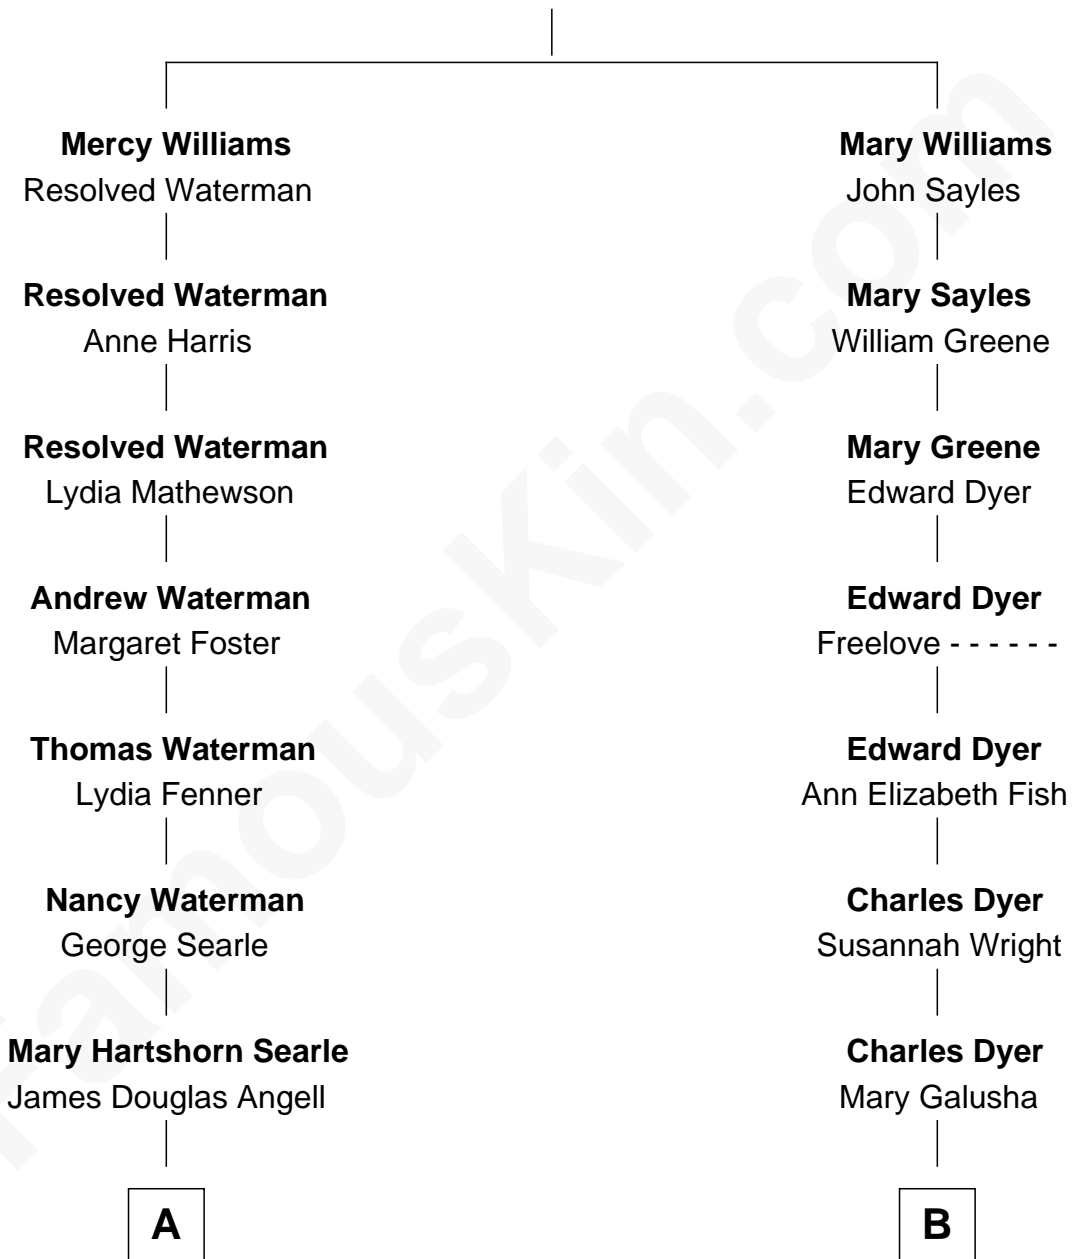 Mercy Williams
Resolved Waterman
Resolved Waterman
Anne Harris
Resolved Waterman
Lydia Mathewson
Andrew Waterman
Margaret Foster
Thomas Waterman
Lydia Fenner
Nancy Waterman
George Searle
Mary Hartshorn Searle
James Douglas Angell
A
Mary Williams
John Sayles
Mary Sayles
William Greene
Mary Greene
Edward Dyer
Edward Dyer
Freelove - - - - - -
Edward Dyer
Ann Elizabeth Fish
Charles Dyer
Susannah Wright
Charles Dyer
Mary Galusha
B
FamousKin.com